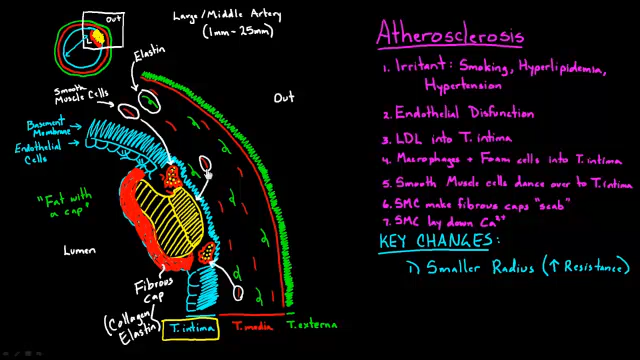 Out
Large/Middle Artery
(1mm - 25mm)
Elastin
Smooth
Muscle Cells
Basement
Membrane
Endothelial
Cells
Out
"Fat with
a cap"
Lumen
Fibrous
Cap
(Collagen
Elastin)
T. intima
T. media
T. externa
Atherosclerosis
1. Irritant: Smoking, Hyperlipidemia,
Hypertension
2. Endothelial Disfunction
3. LDL into T. intima
4. Macrophages + Foam cells into T. intima
5. Smooth Muscle cells dance over to T. intima
6. SMC make fibrous caps "scab"
7. SMC lay down Ca²⁺
KEY CHANGES:
1) Smaller Radius (↑ Resistance)